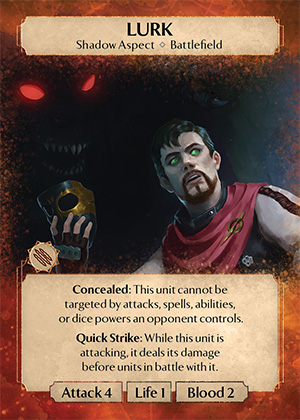 LURK
Shadow Aspect ◇ Battlefield
Concealed: This unit cannot be
targeted by attacks, spells, abilities,
or dice powers an opponent controls.
Quick Strike: While this unit is
attacking, it deals its damage
before units in battle with it.
Attack 4 Life 1 Blood 2